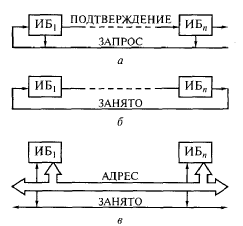 ИБ1 ПОДТВЕРЖДЕНИЕ ИБn
ЗАПРОС
а
ИБ1 ИБn
ЗАНЯТО
б
ИБ1 ИБn
АДРЕС
ЗАНЯТО
в